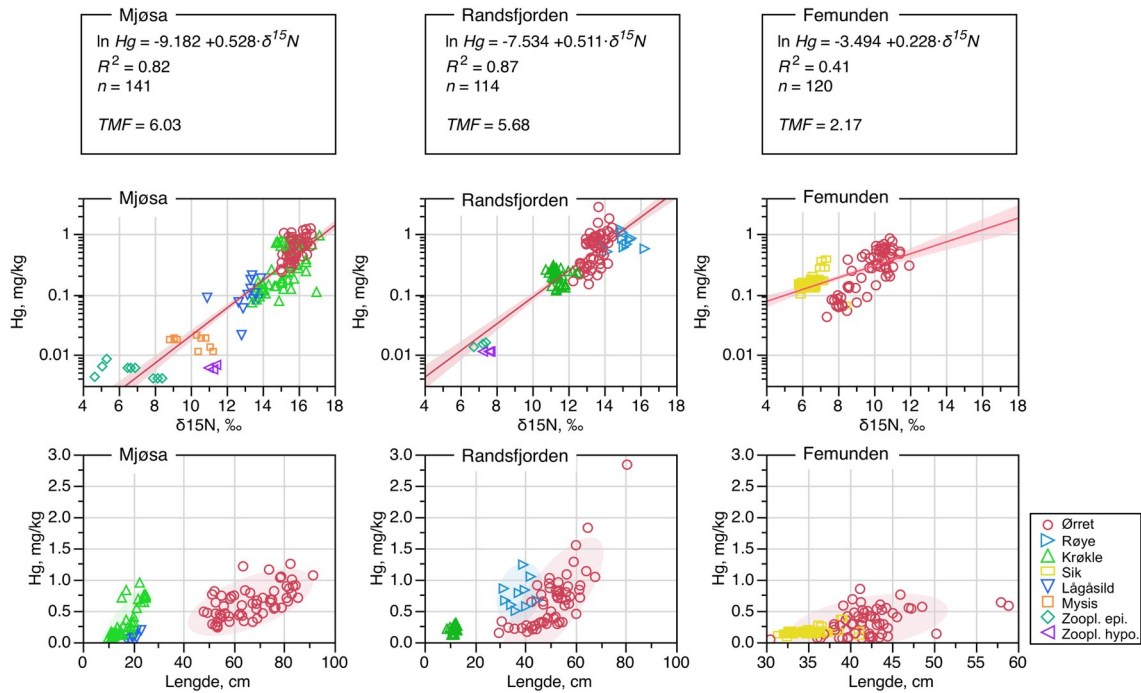 Mjøsa
ln Hg = -9.182 +0.528·δ15N
R2 = 0.82
n = 141
TMF = 6.03
Randsfjorden
ln Hg = -7.534 +0.511·δ15N
R2 = 0.87
n = 114
TMF = 5.68
Femunden
ln Hg = -3.494 +0.228·δ15N
R2 = 0.41
n = 120
TMF = 2.17
Mjøsa
Hg, mg/kg
1
0.1
0.01
4 6 8 10 12 14 16 18
δ15N, ‰
Randsfjorden
Hg, mg/kg
1
0.1
0.01
4 6 8 10 12 14 16 18
δ15N, ‰
Femunden
Hg, mg/kg
1
0.1
0.01
4 6 8 10 12 14 16 18
δ15N, ‰
Mjøsa
Hg, mg/kg
3.0
2.5
2.0
1.5
1.0
0.5
0.0
0 20 40 60 80 100
Lengde, cm
Randsfjorden
Hg, mg/kg
3.0
2.5
2.0
1.5
1.0
0.5
0.0
0 20 40 60 80 100
Lengde, cm
Femunden
Hg, mg/kg
3.0
2.5
2.0
1.5
1.0
0.5
0.0
30 35 40 45 50 55 60
Lengde, cm
Ørret
Røye
Krøkle
Sik
Lågåsild
Mysis
Zoopl. epi.
Zoopl. hypo.